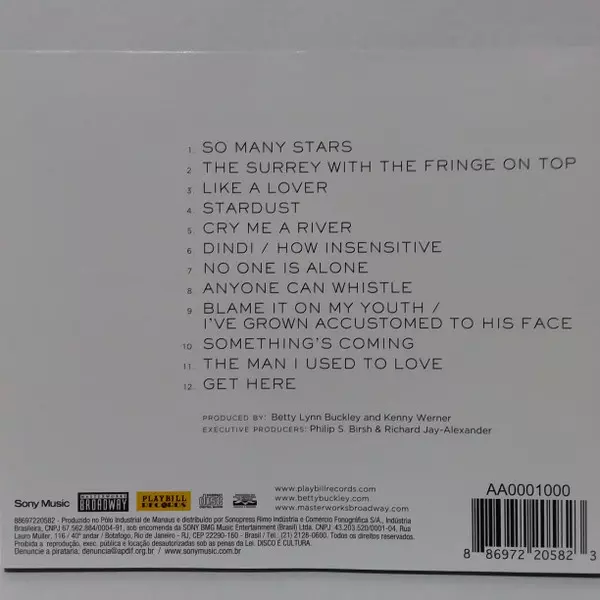 1. SO MANY STARS
2. THE SURREY WITH THE FRINGE ON TOP
3. LIKE A LOVER
4. STARDUST
5. CRY ME A RIVER
6. DINDI / HOW INSENSITIVE
7. NO ONE IS ALONE
8. ANYONE CAN WHISTLE
9. BLAME IT ON MY YOUTH /
I'VE GROWN ACCUSTOMED TO HIS FACE
10. SOMETHING'S COMING
11. THE MAN I USED TO LOVE
12. GET HERE
PRODUCED BY: Betty Lynn Buckley and Kenny Werner
EXECUTIVE PRODUCERS: Philip S. Birsh & Richard Jay-Alexander
Sony Music
MASTERWORKS
BROADWAY
PLAYBILL
RECORDS
www.playbillrecords.com
www.bettybuckley.com
www.masterworksbroadway.com
AA0001000
88697220582 - Produzido no Pólo Industrial de Manaus e distribuído por Sonopress Rimo Indústria e Comercio Fonográfica S/A., Indústria
Brasileira, CNPJ 67.562.884/0004-91, sob encomenda da SONY BMG Music Entertainment (Brasil) Ltda. CNPJ. 43.203.520/0001-04, Rua
Lauro Muller, 116 / 40º andar / Botafogo, Rio de Janeiro - RJ, CEP 22290-160 - Brasil / Tel. (21) 2128-0600. Todos os direitos reservados.
Proibida a reprodução, exec. pública e locação desautorizadas sob as penas da Lei. DISCO É CULTURA.
Denuncie a pirataria, denuncia@apdif.org.br / www.sonymusic.com.br
8 86972 20582 3